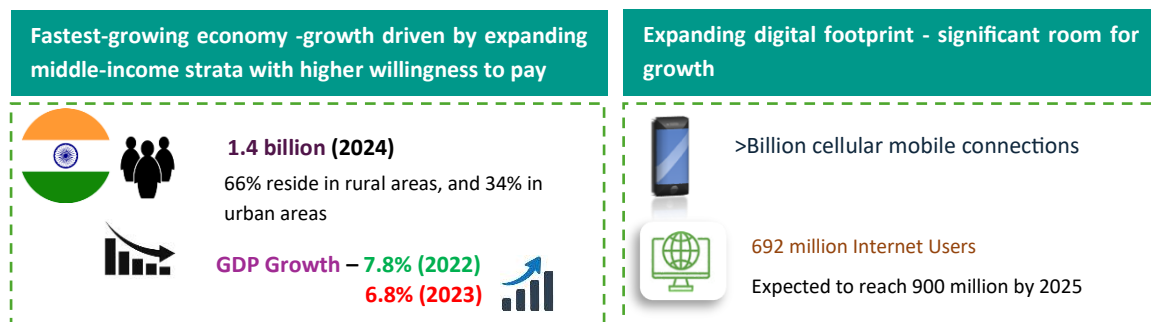 Fastest-growing economy -growth driven by expanding
middle-income strata with higher willingness to pay
1.4 billion (2024)
66% reside in rural areas, and 34% in
urban areas
GDP Growth – 7.8% (2022)
6.8% (2023)
Expanding digital footprint - significant room for
growth
>Billion cellular mobile connections
692 million Internet Users
Expected to reach 900 million by 2025